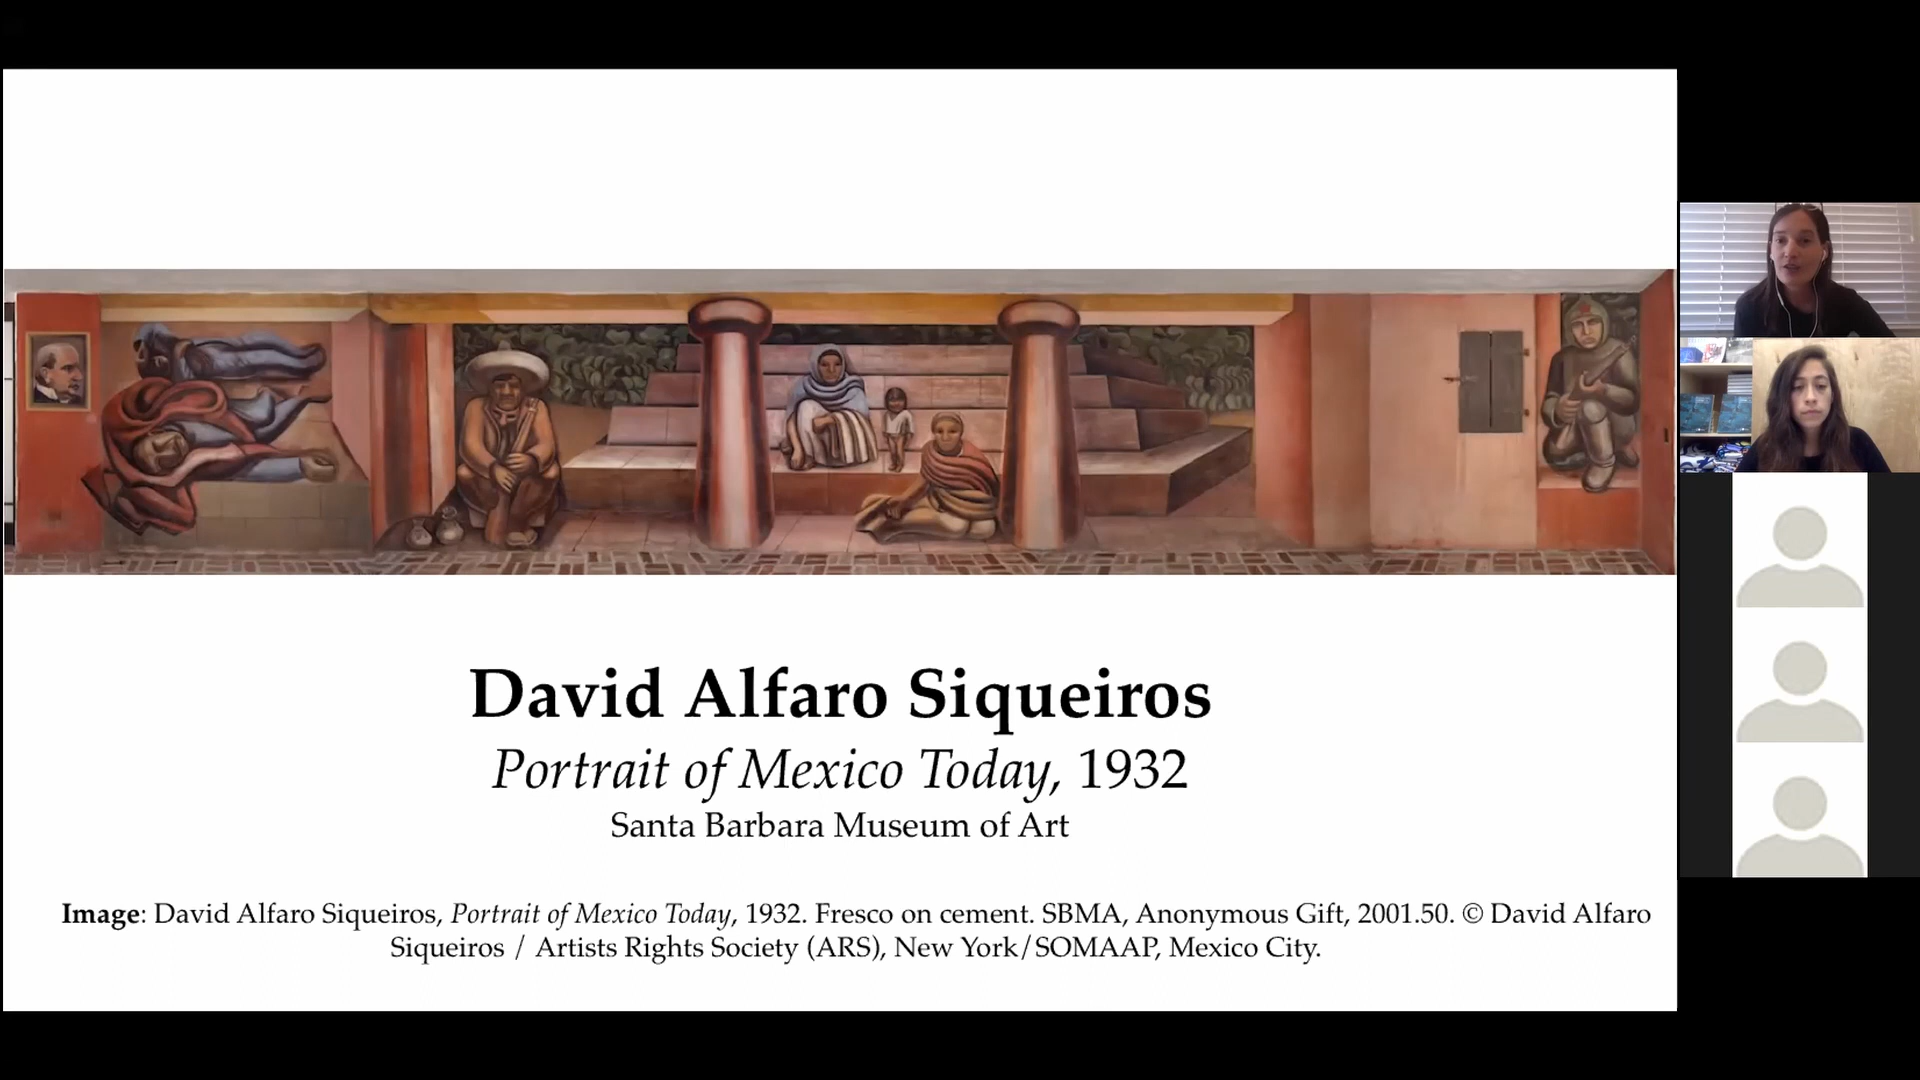 David Alfaro Siqueiros
Portrait of Mexico Today, 1932
Santa Barbara Museum of Art
Image: David Alfaro Siqueiros, Portrait of Mexico Today, 1932. Fresco on cement. SBMA, Anonymous Gift, 2001.50. © David Alfaro
Siqueiros / Artists Rights Society (ARS), New York/SOMAAP, Mexico City.